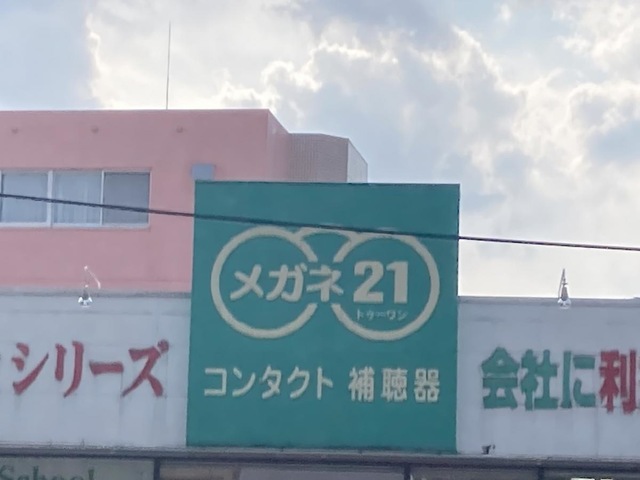 メガネ21
トゥーワン
コンタクト 補聴器
シリーズ
会社に利
School